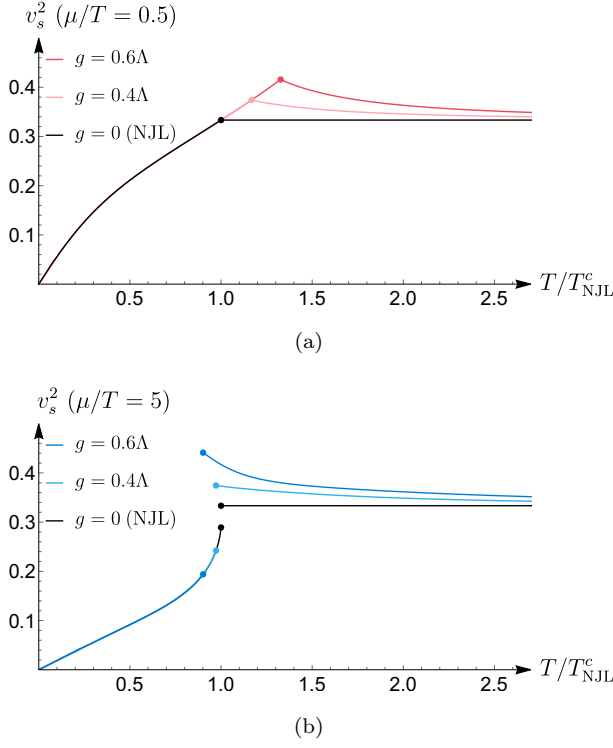 v_s^2 (μ/T = 0.5)
g = 0.6Λ
g = 0.4Λ
g = 0 (NJL)
0.4
0.3
0.2
0.1
0.5 1.0 1.5 2.0 2.5
T/T^c_NJL
(a)
v_s^2 (μ/T = 5)
g = 0.6Λ
g = 0.4Λ
g = 0 (NJL)
0.4
0.3
0.2
0.1
0.5 1.0 1.5 2.0 2.5
T/T^c_NJL
(b)